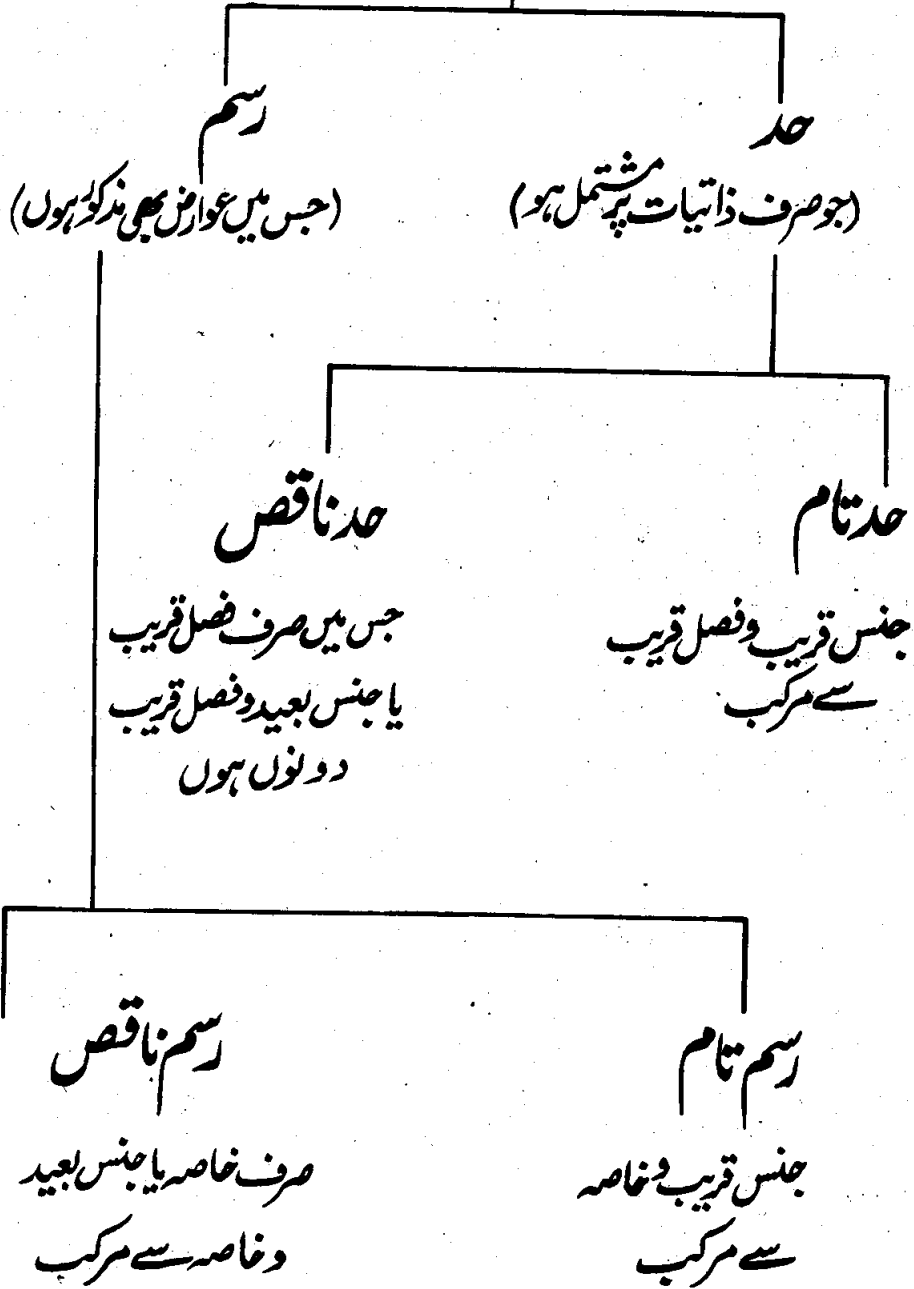 حد
(جو صرف ذاتیات پر مشتمل ہو)
رسم
(جس میں عوارض بھی مذکور ہوں)
حد تام
جنس قریب و فصل قریب
سے مرکب
حد ناقص
جس میں صرف فصل قریب
یا جنس بعید و فصل قریب
دونوں ہوں
رسم تام
جنس قریب و خاصہ
سے مرکب
رسم ناقص
صرف خاصہ یا جنس بعید
و خاصہ سے مرکب